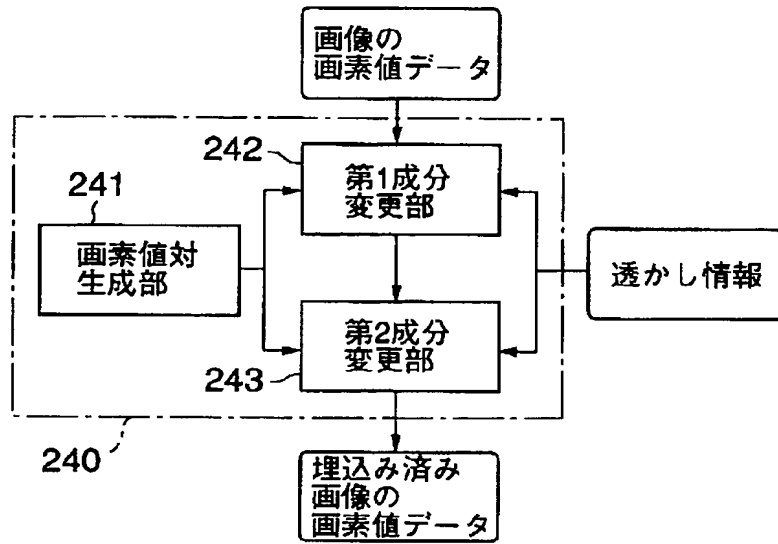 画像の
画素値データ
242
第1成分
変更部
241
画素値対
生成部
透かし情報
第2成分
変更部
243
240
埋込み済み
画像の
画素値データ